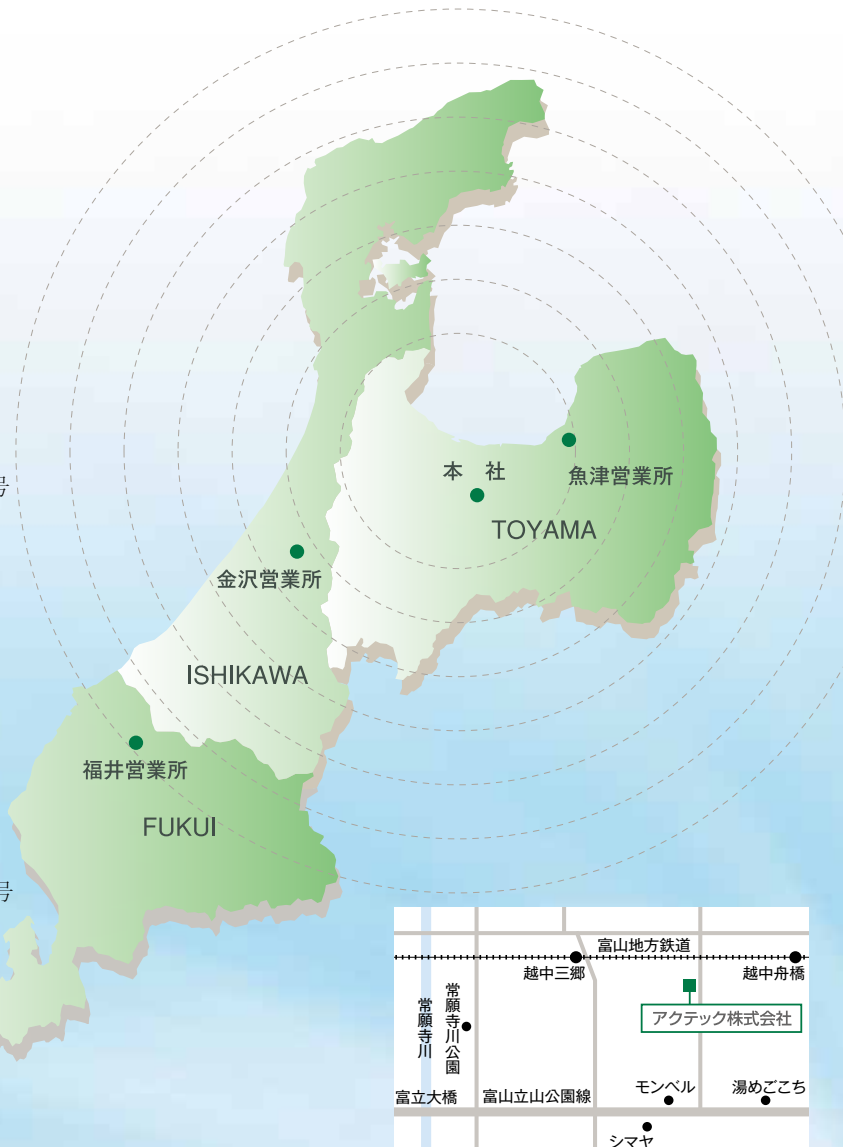 号
本 社
魚津営業所
TOYAMA
金沢営業所
ISHIKAWA
福井営業所
FUKUI
号
富山地方鉄道
越中三郷
越中舟橋
常願寺川公園
常願寺川
アクテック株式会社
モンベル
湯めごこち
富立大橋
富山立山公園線
シマヤ